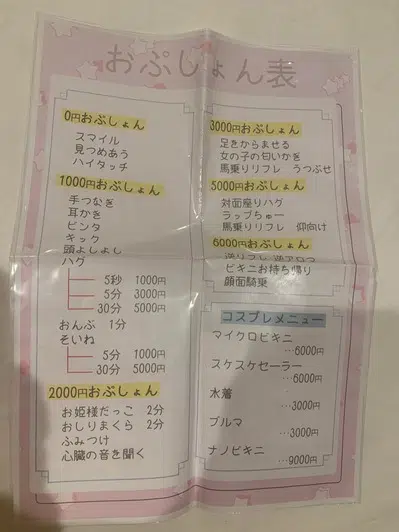 おぷしょん表
0円おぷしょん
スマイル
見つめあう
ハイタッチ
1000円おぷしょん
手つなぎ
耳かき
ビンタ
キック
頭よしよし
ハグ
5秒 1000円
5分 3000円
30分 5000円
おんぶ 1分
そいね
5分 1000円
30分 5000円
2000円おぷしょん
お姫様だっこ 2分
おしりまくら 2分
ふみつけ
心臓の音を聞く
3000円おぷしょん
足をからませる
女の子の匂いかぎ
馬乗りリフレ うつぶせ
5000円おぷしょん
対面座りハグ
ラップちゅー
馬乗りリフレ 仰向け
6000円おぷしょん
逆リフレ
ビキニお持ち帰り
顔面騎乗
コスプレメニュー
マイクロビキニ
…6000円
スケスケセーラー
…6000円
水着
…3000円
ブルマ
…3000円
ナノビキニ
…9000円